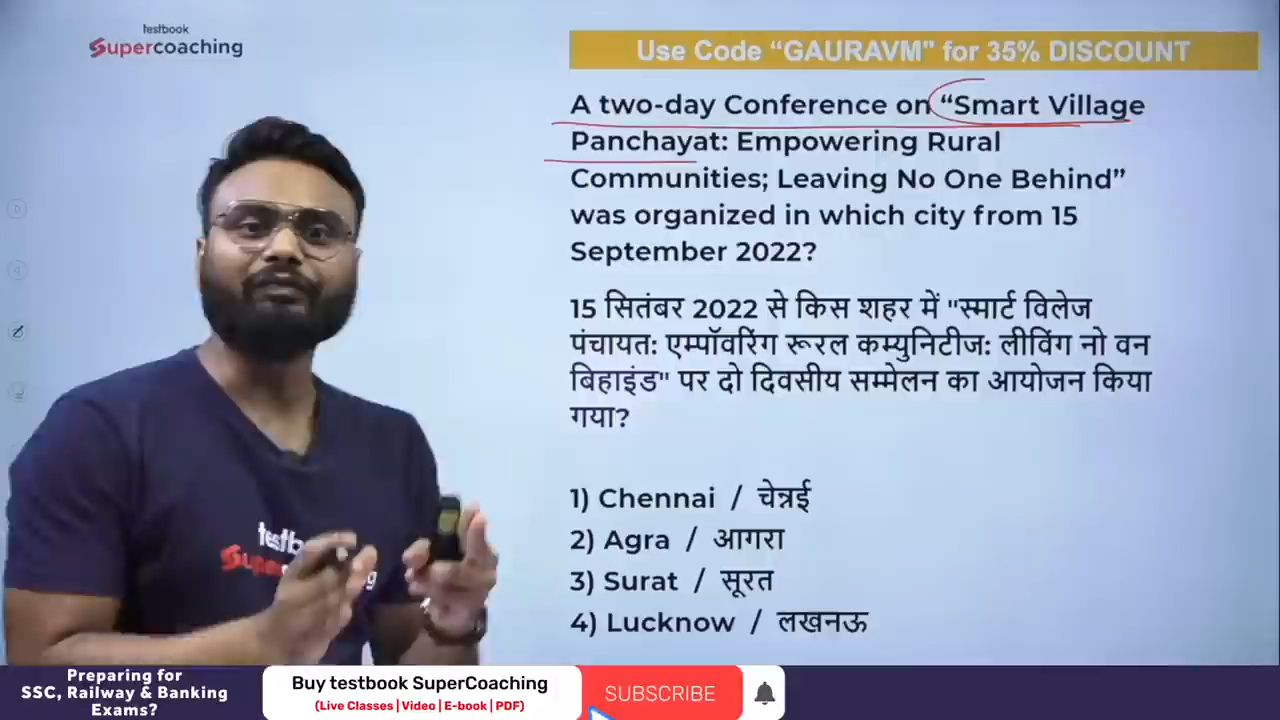 testbook
Supercoaching
Use Code “GAURAVM" for 35% DISCOUNT
A two-day Conference on “Smart Village
Panchayat: Empowering Rural
Communities; Leaving No One Behind”
was organized in which city from 15
September 2022?
15 सितंबर 2022 से किस शहर में "स्मार्ट विलेज
पंचायत: एम्पॉवरिंग रूरल कम्युनिटीज: लीविंग नो वन
बिहाइंड" पर दो दिवसीय सम्मेलन का आयोजन किया
गया?
1) Chennai / चेन्नई
2) Agra / आगरा
3) Surat / सूरत
4) Lucknow / लखनऊ
Preparing for
SSC, Railway & Banking
Exams?
Buy testbook SuperCoaching
(Live Classes | Video | E-book | PDF)
SUBSCRIBE